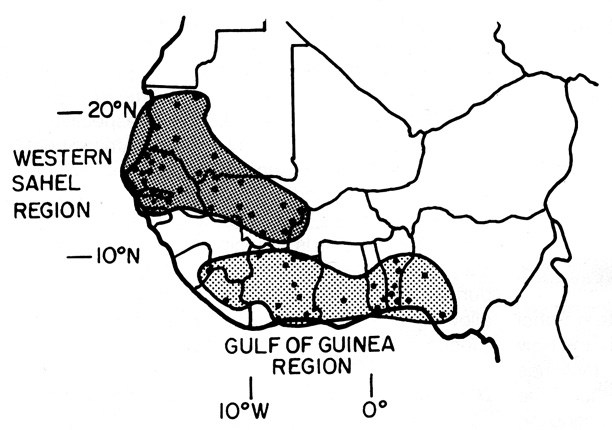 20°N
WESTERN
SAHEL
REGION
10°N
GULF OF GUINEA
REGION
10°W
0°